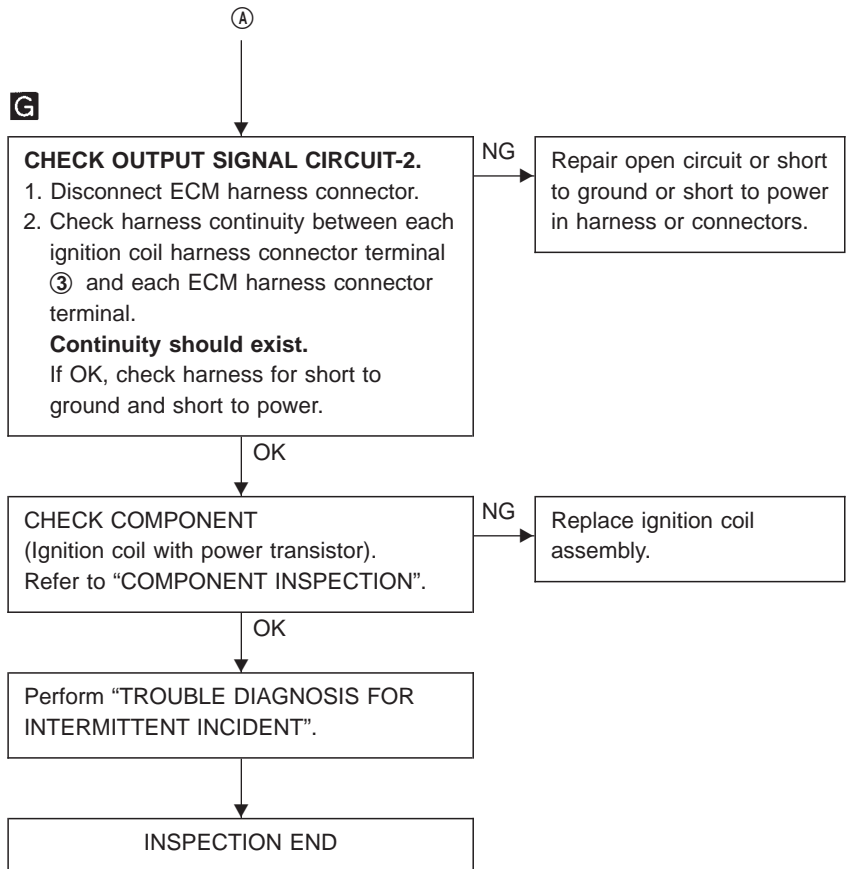 Ⓐ
G
CHECK OUTPUT SIGNAL CIRCUIT-2.
1. Disconnect ECM harness connector.
2. Check harness continuity between each
ignition coil harness connector terminal
③ and each ECM harness connector
terminal.
Continuity should exist.
If OK, check harness for short to
ground and short to power.
NG
Repair open circuit or short
to ground or short to power
in harness or connectors.
OK
CHECK COMPONENT
(Ignition coil with power transistor).
Refer to “COMPONENT INSPECTION”.
NG
Replace ignition coil
assembly.
OK
Perform “TROUBLE DIAGNOSIS FOR
INTERMITTENT INCIDENT”.
INSPECTION END